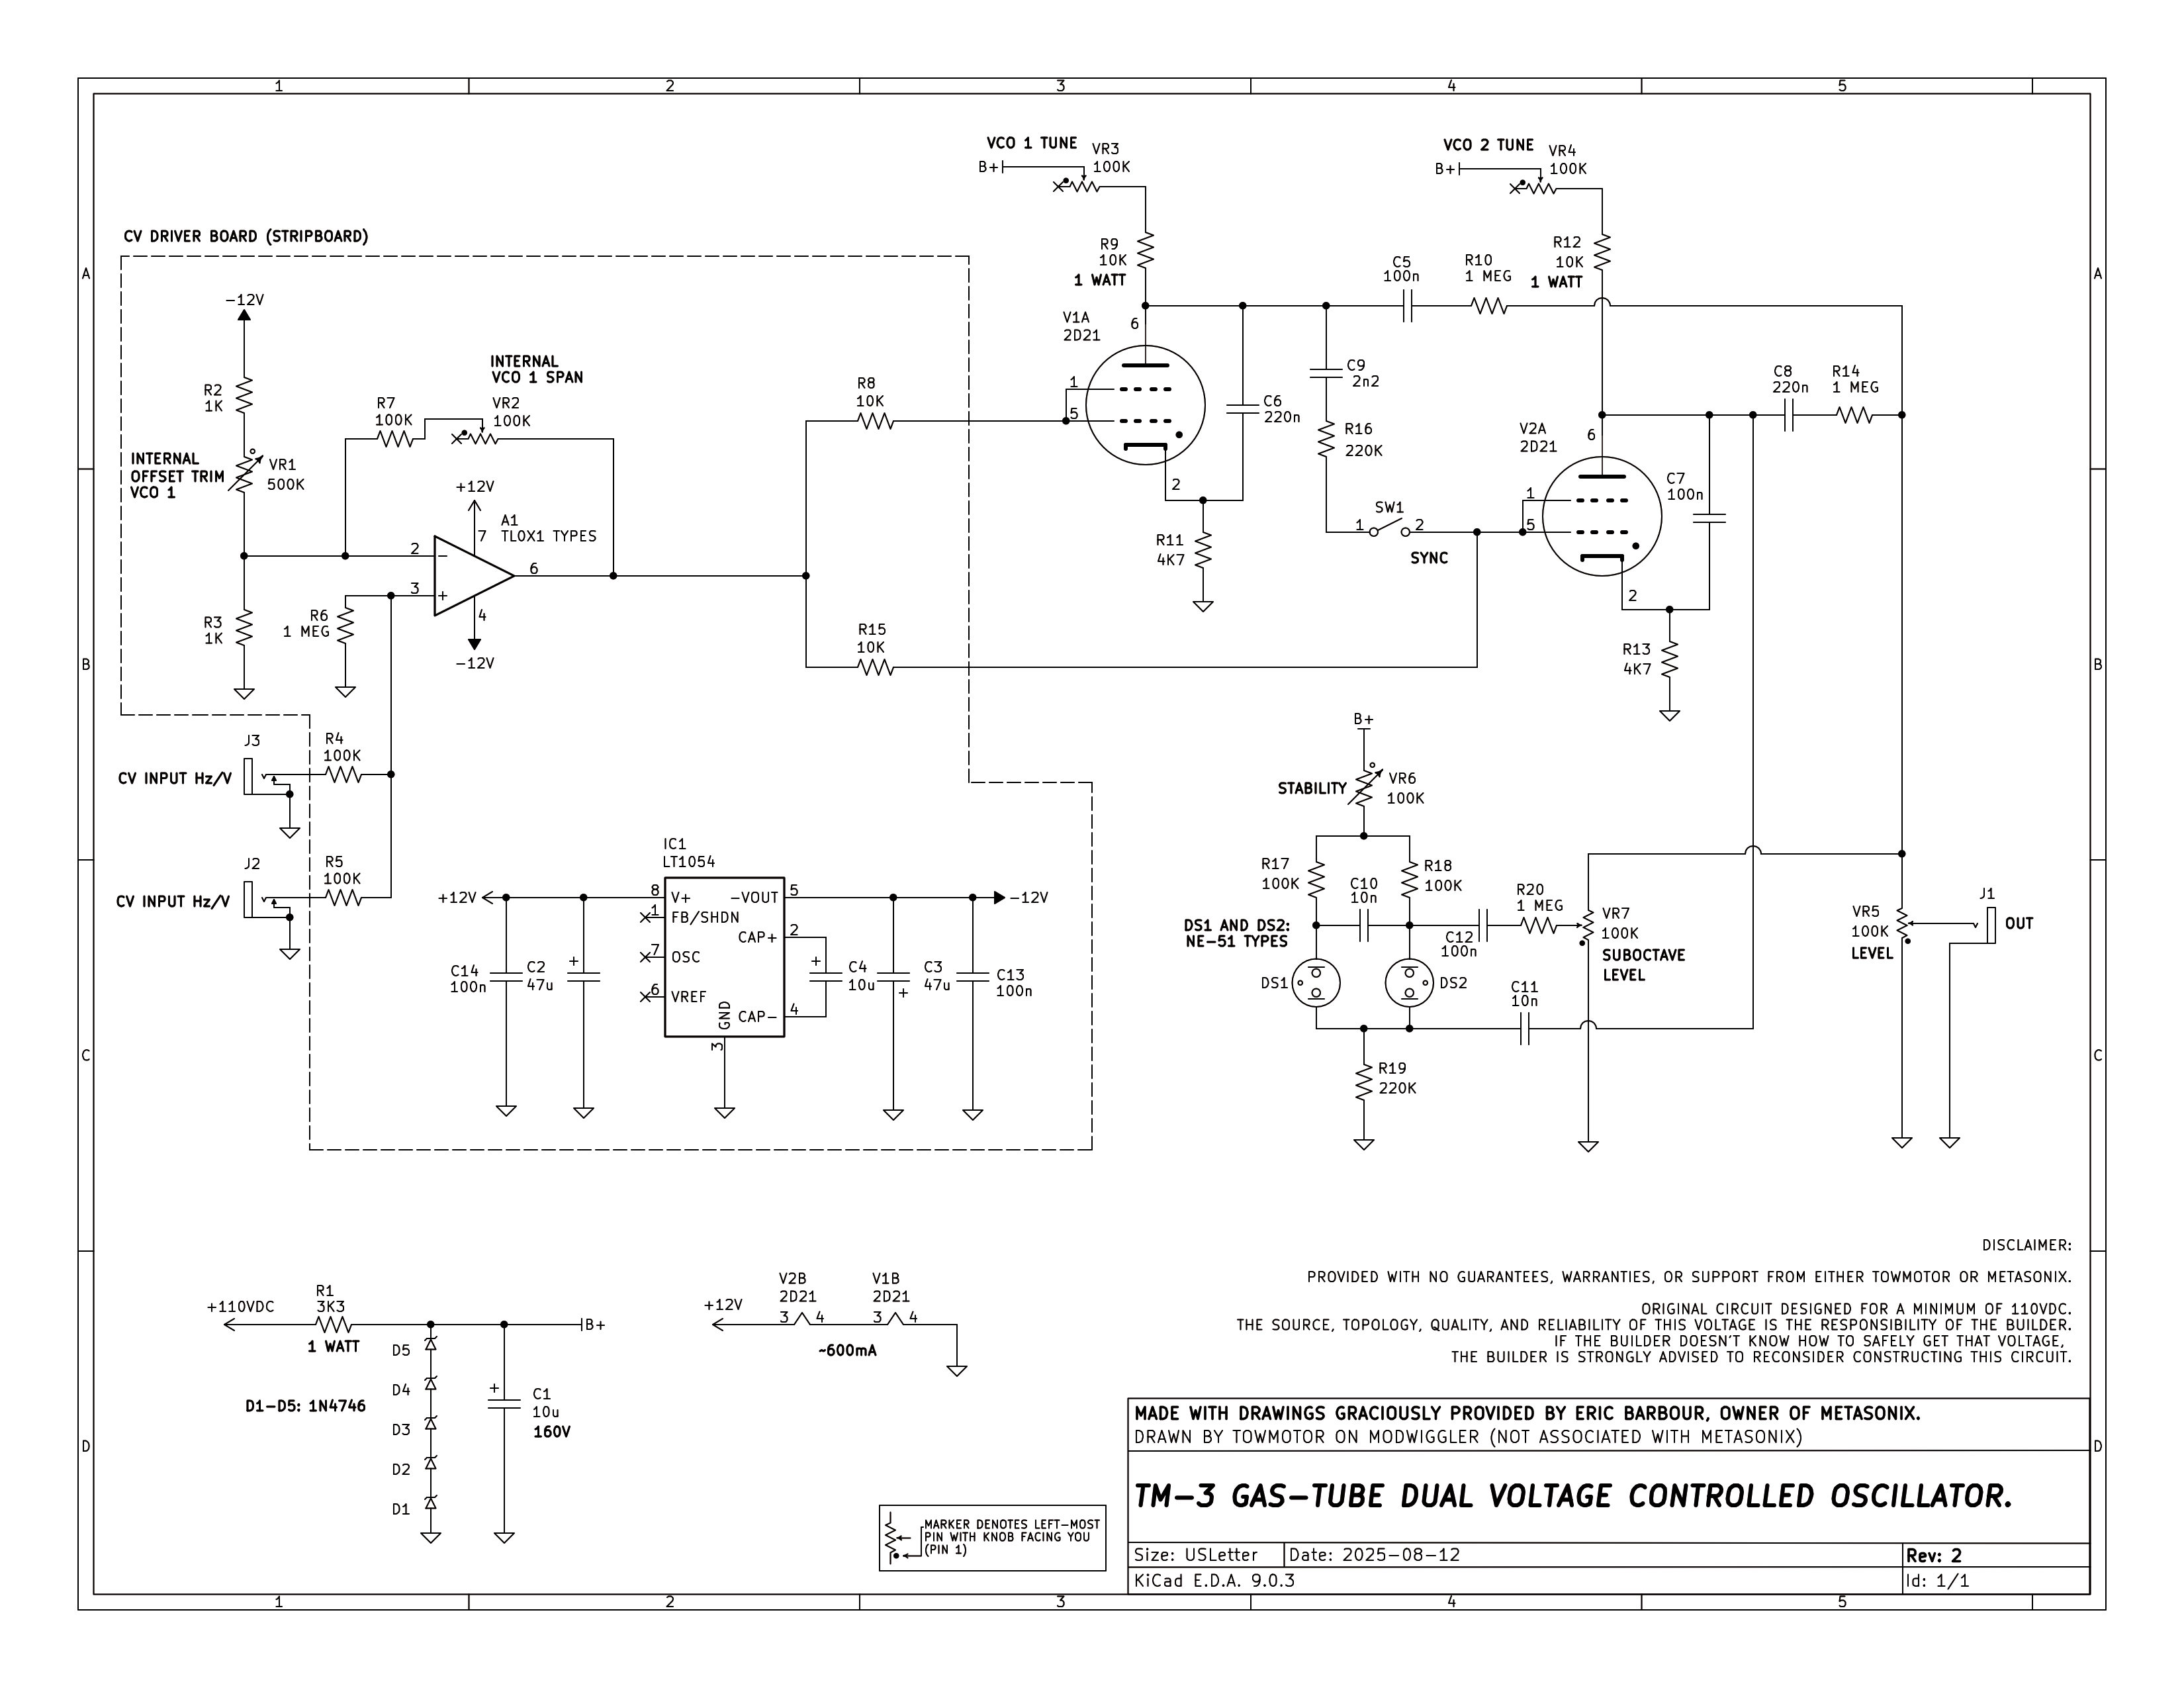 1 2 3 4 5
A A
B B
C C
D D
1 2 3 4 5
CV DRIVER BOARD (STRIPBOARD)
-12V
R2
1K
INTERNAL
OFFSET TRIM
VCO 1
VR1
500K
R3
1K
R7
100K
INTERNAL
VCO 1 SPAN
VR2
100K
+12V
7
A1
TL0X1 TYPES
2
3
6
4
-12V
R6
1 MEG
R8
10K
R15
10K
J3
CV INPUT Hz/V
R4
100K
J2
CV INPUT Hz/V
R5
100K
IC1
LT1054
+12V
8 V+
1 FB/SHDN
7 OSC
6 VREF
GND
3
-VOUT 5
CAP+ 2
CAP- 4
-12V
C14
100n
C2
47u
+
+
C4
10u
+
C3
47u
C13
100n
VCO 1 TUNE
B+
VR3
100K
R9
10K
1 WATT
V1A
2D21
6
1
5
2
C6
220n
R11
4K7
C9
2n2
R16
220K
C5
100n
R10
1 MEG
SW1
1 2
SYNC
VCO 2 TUNE
B+
VR4
100K
R12
10K
1 WATT
V2A
2D21
6
1
5
2
C7
100n
R13
4K7
C8
220n
R14
1 MEG
B+
STABILITY
VR6
100K
R17
100K
R18
100K
C10
10n
DS1 AND DS2:
NE-51 TYPES
DS1
DS2
C12
100n
R20
1 MEG
VR7
100K
SUBOCTAVE
LEVEL
C11
10n
R19
220K
VR5
100K
LEVEL
J1
OUT
+110VDC
R1
3K3
1 WATT
B+
D5
D4
D3
D2
D1
D1-D5: 1N4746
+
C1
10u
160V
+12V
V2B
2D21
3 4
V1B
2D21
3 4
~600mA
MARKER DENOTES LEFT-MOST
PIN WITH KNOB FACING YOU
(PIN 1)
DISCLAIMER:
PROVIDED WITH NO GUARANTEES, WARRANTIES, OR SUPPORT FROM EITHER TOWMOTOR OR METASONIX.
ORIGINAL CIRCUIT DESIGNED FOR A MINIMUM OF 110VDC.
THE SOURCE, TOPOLOGY, QUALITY, AND RELIABILITY OF THIS VOLTAGE IS THE RESPONSIBILITY OF THE BUILDER.
IF THE BUILDER DOESN'T KNOW HOW TO SAFELY GET THAT VOLTAGE,
THE BUILDER IS STRONGLY ADVISED TO RECONSIDER CONSTRUCTING THIS CIRCUIT.
MADE WITH DRAWINGS GRACIOUSLY PROVIDED BY ERIC BARBOUR, OWNER OF METASONIX.
DRAWN BY TOWMOTOR ON MODWIGGLER (NOT ASSOCIATED WITH METASONIX)
TM-3 GAS-TUBE DUAL VOLTAGE CONTROLLED OSCILLATOR.
Size: USLetter Date: 2025-08-12 Rev: 2
KiCad E.D.A. 9.0.3 Id: 1/1